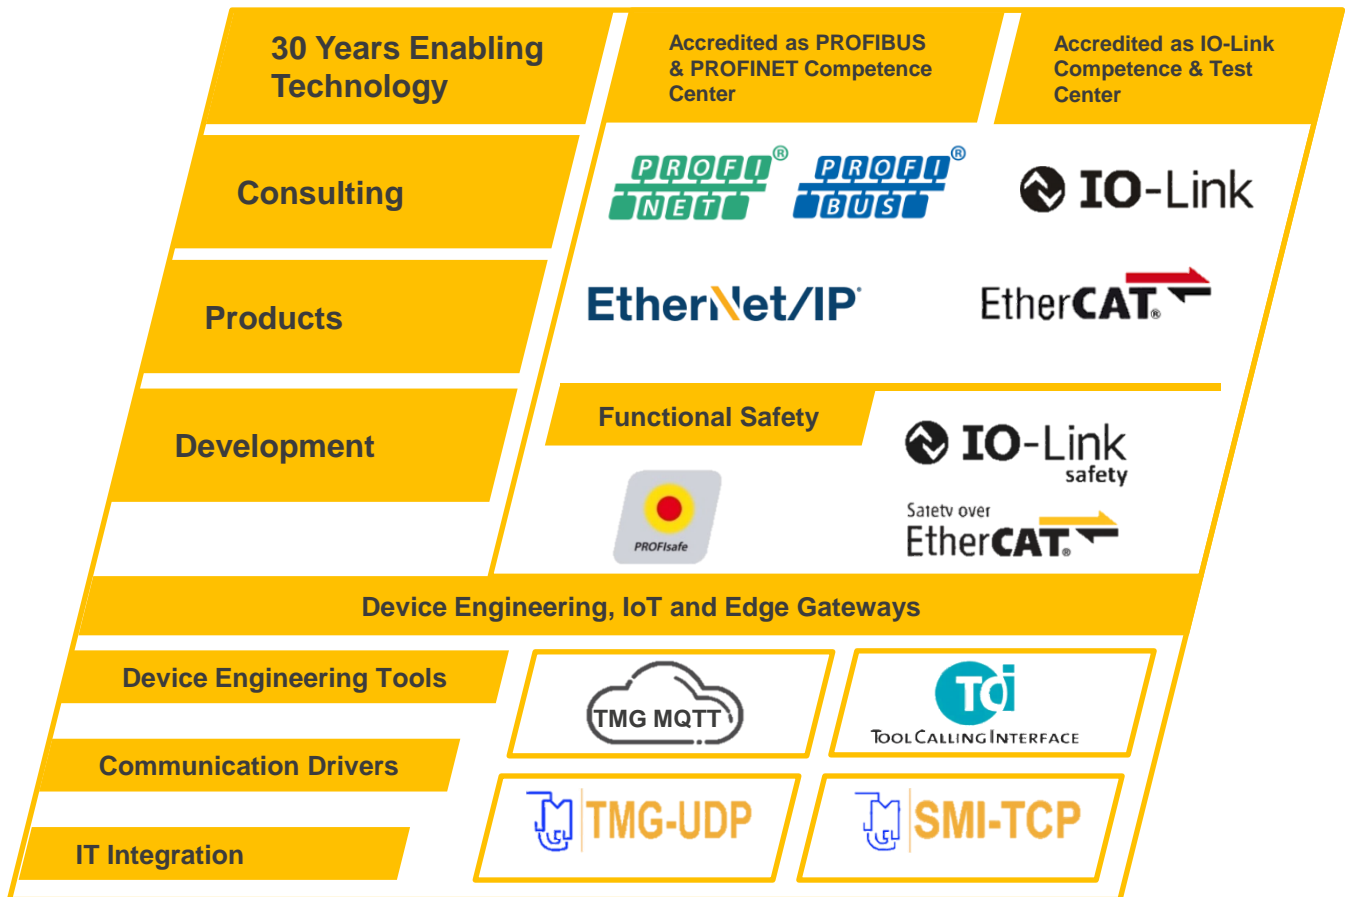 30 Years Enabling
Technology
Accredited as PROFIBUS
& PROFINET Competence
Center
Accredited as IO-Link
Competence & Test
Center
Consulting
PROFI®
NET
PROFI®
BUS
IO-Link
Products
EtherNet/IP
EtherCAT®
Development
Functional Safety
IO-Link
safety
PROFIsafe
Safety over
EtherCAT®
Device Engineering, IoT and Edge Gateways
Device Engineering Tools
TMG MQTT
TCi
TOOL CALLING INTERFACE
Communication Drivers
TMG-UDP
SMI-TCP
IT Integration